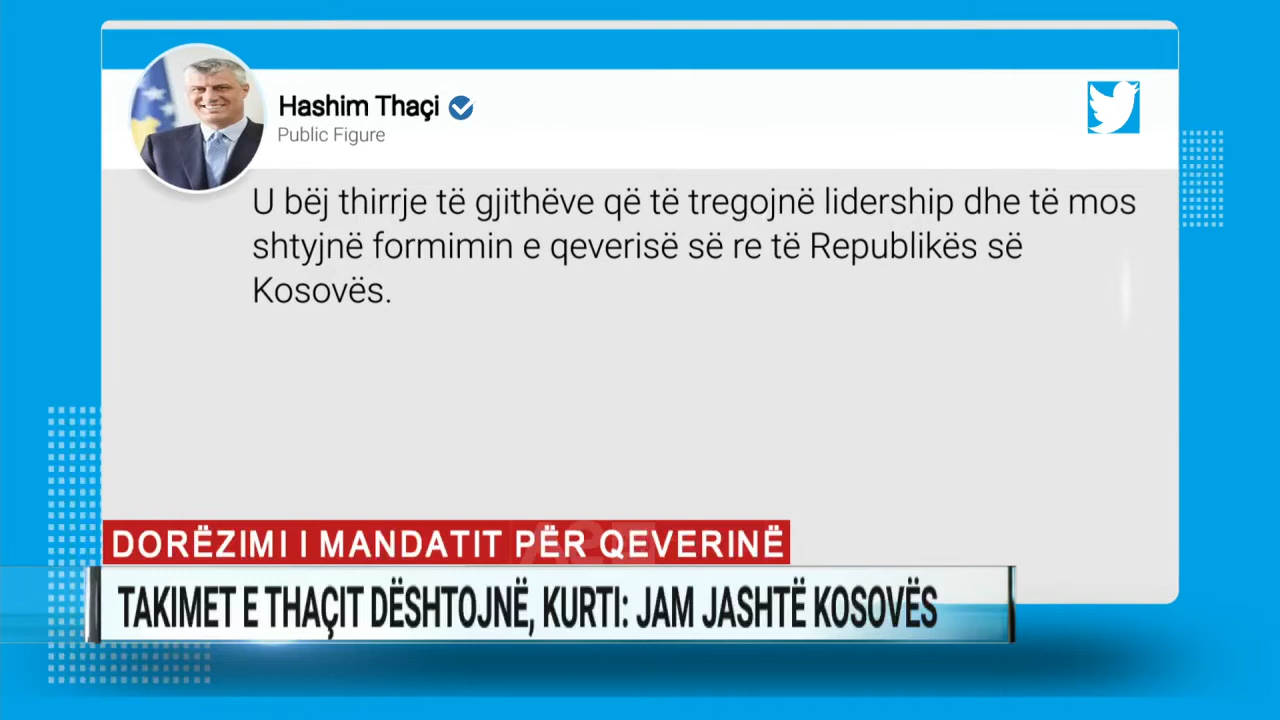 Hashim Thaçi
Public Figure
U bëj thirrje të gjithëve që të tregojnë lidership dhe të mos
shtyjnë formimin e qeverisë së re të Republikës së
Kosovës.
DORËZIMI I MANDATIT PËR QEVERINË
TAKIMET E THAÇIT DËSHTOJNË, KURTI: JAM JASHTË KOSOVËS